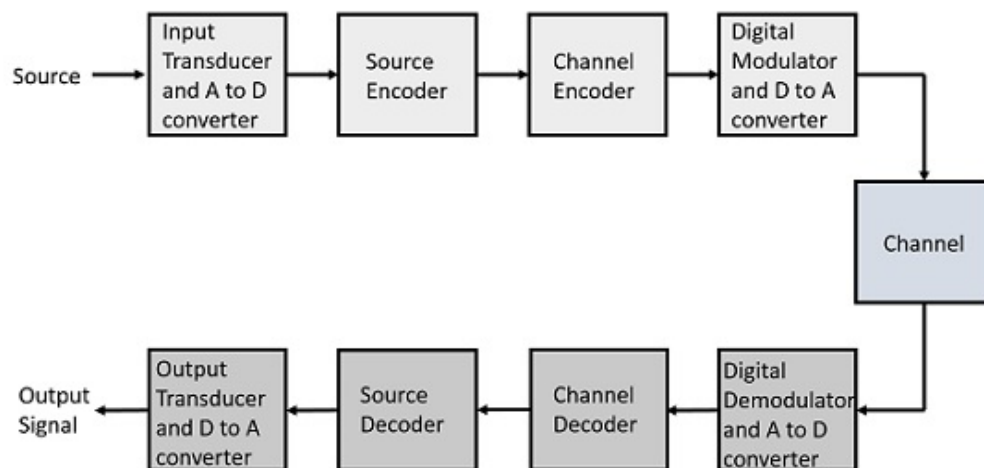 Source
Input
Transducer
and A to D
converter
Source
Encoder
Channel
Encoder
Digital
Modulator
and D to A
converter
Channel
Output
Signal
Output
Transducer
and D to A
converter
Source
Decoder
Channel
Decoder
Digital
Demodulator
and A to D
converter